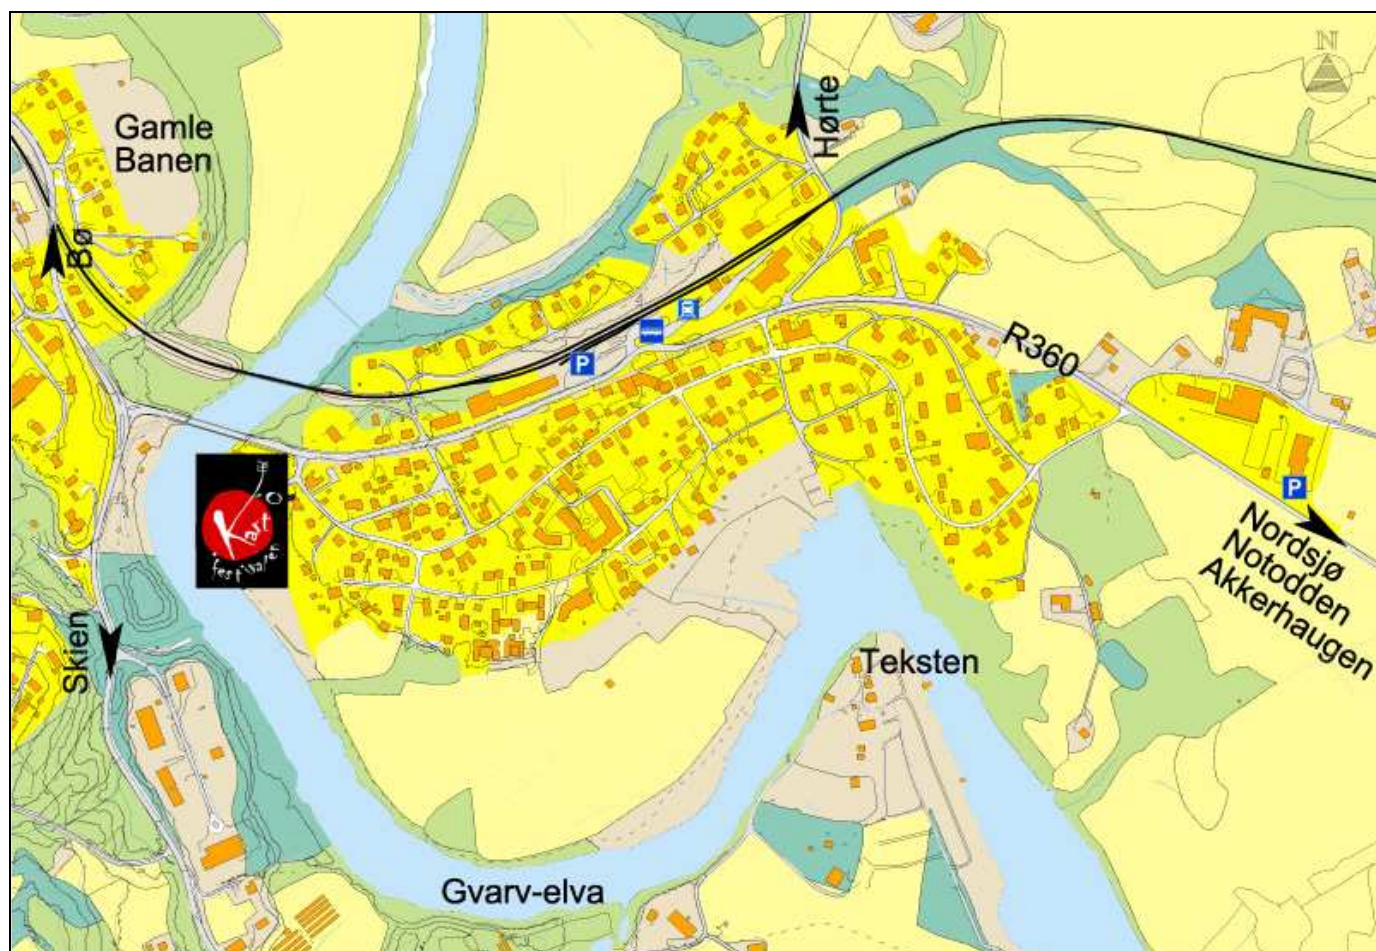 N
Gamle
Banen
Hørte
Bø
P
R360
P
Nordsjø
Notodden
Akkerhaugen
Kart
festivalen
Skien
Teksten
Gvarv-elva